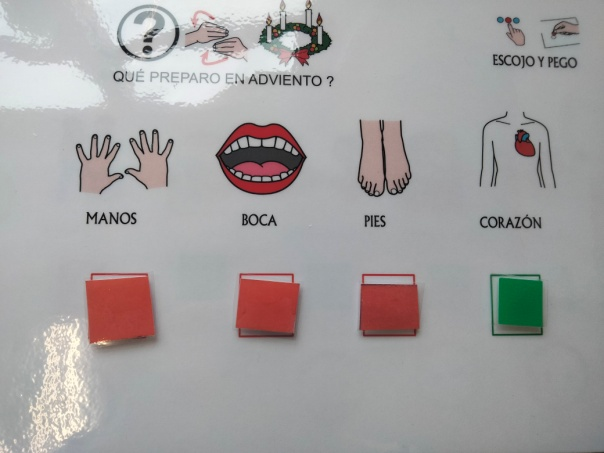 ?
QUÉ PREPARO EN ADVIENTO ?
ESCOJO Y PEGO
MANOS
BOCA
PIES
CORAZÓN